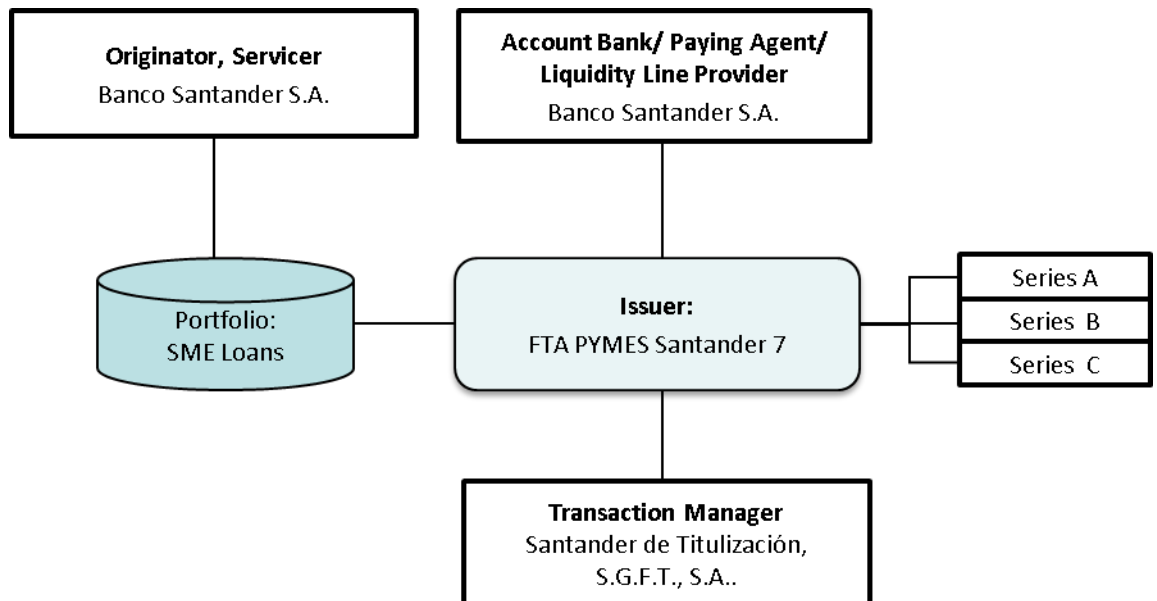 Originator, Servicer
Banco Santander S.A.
Account Bank/ Paying Agent/
Liquidity Line Provider
Banco Santander S.A.
Portfolio:
SME Loans
Issuer:
FTA PYMES Santander 7
Series A
Series B
Series C
Transaction Manager
Santander de Titulización,
S.G.F.T., S.A..